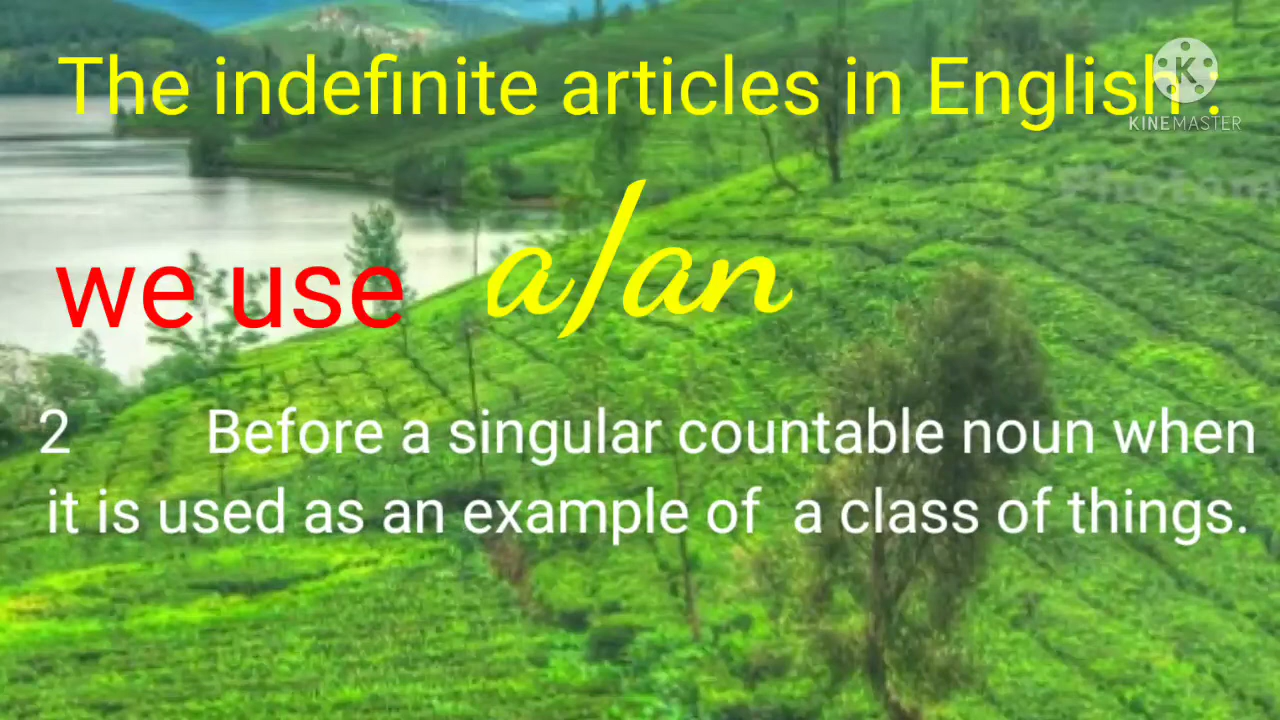 The indefinite articles in English :
KINEMASTER
we use a/an
2 Before a singular countable noun when
it is used as an example of a class of things.